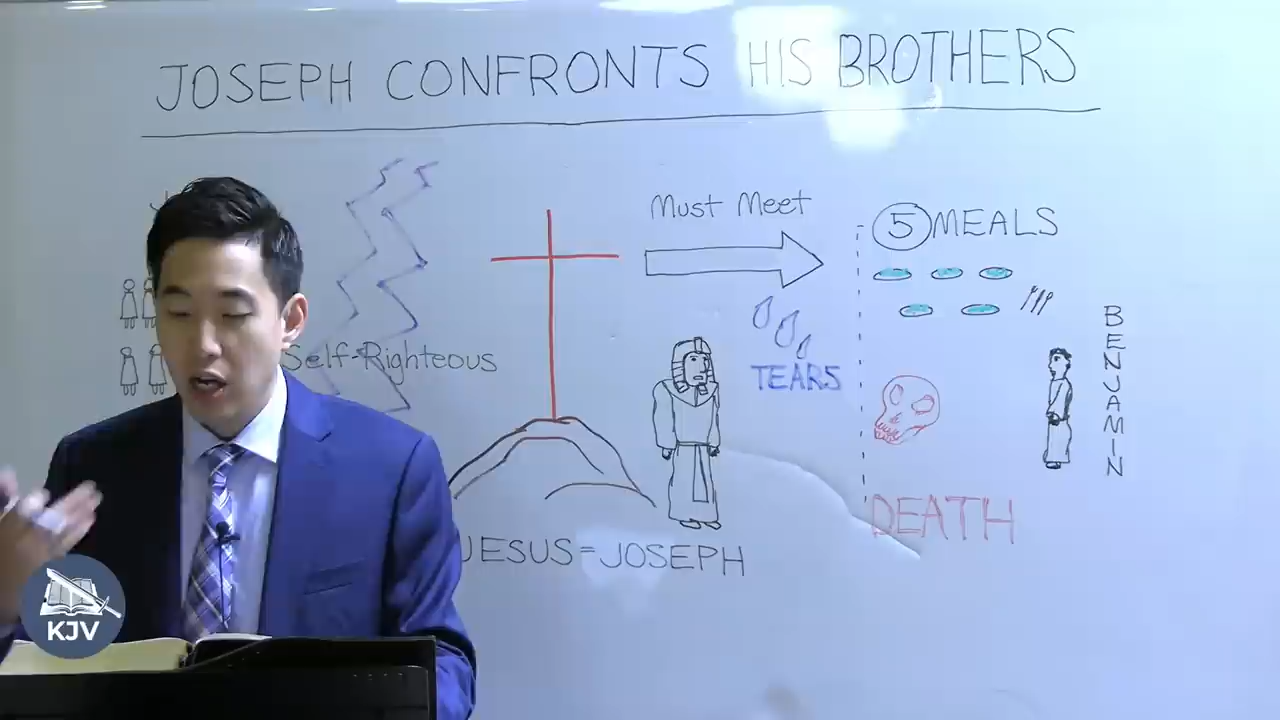 JOSEPH CONFRONTS HIS BROTHERS
Must Meet
5 MEALS
Self-Righteous
TEARS
BENJAMIN
DEATH
JESUS=JOSEPH
KJV